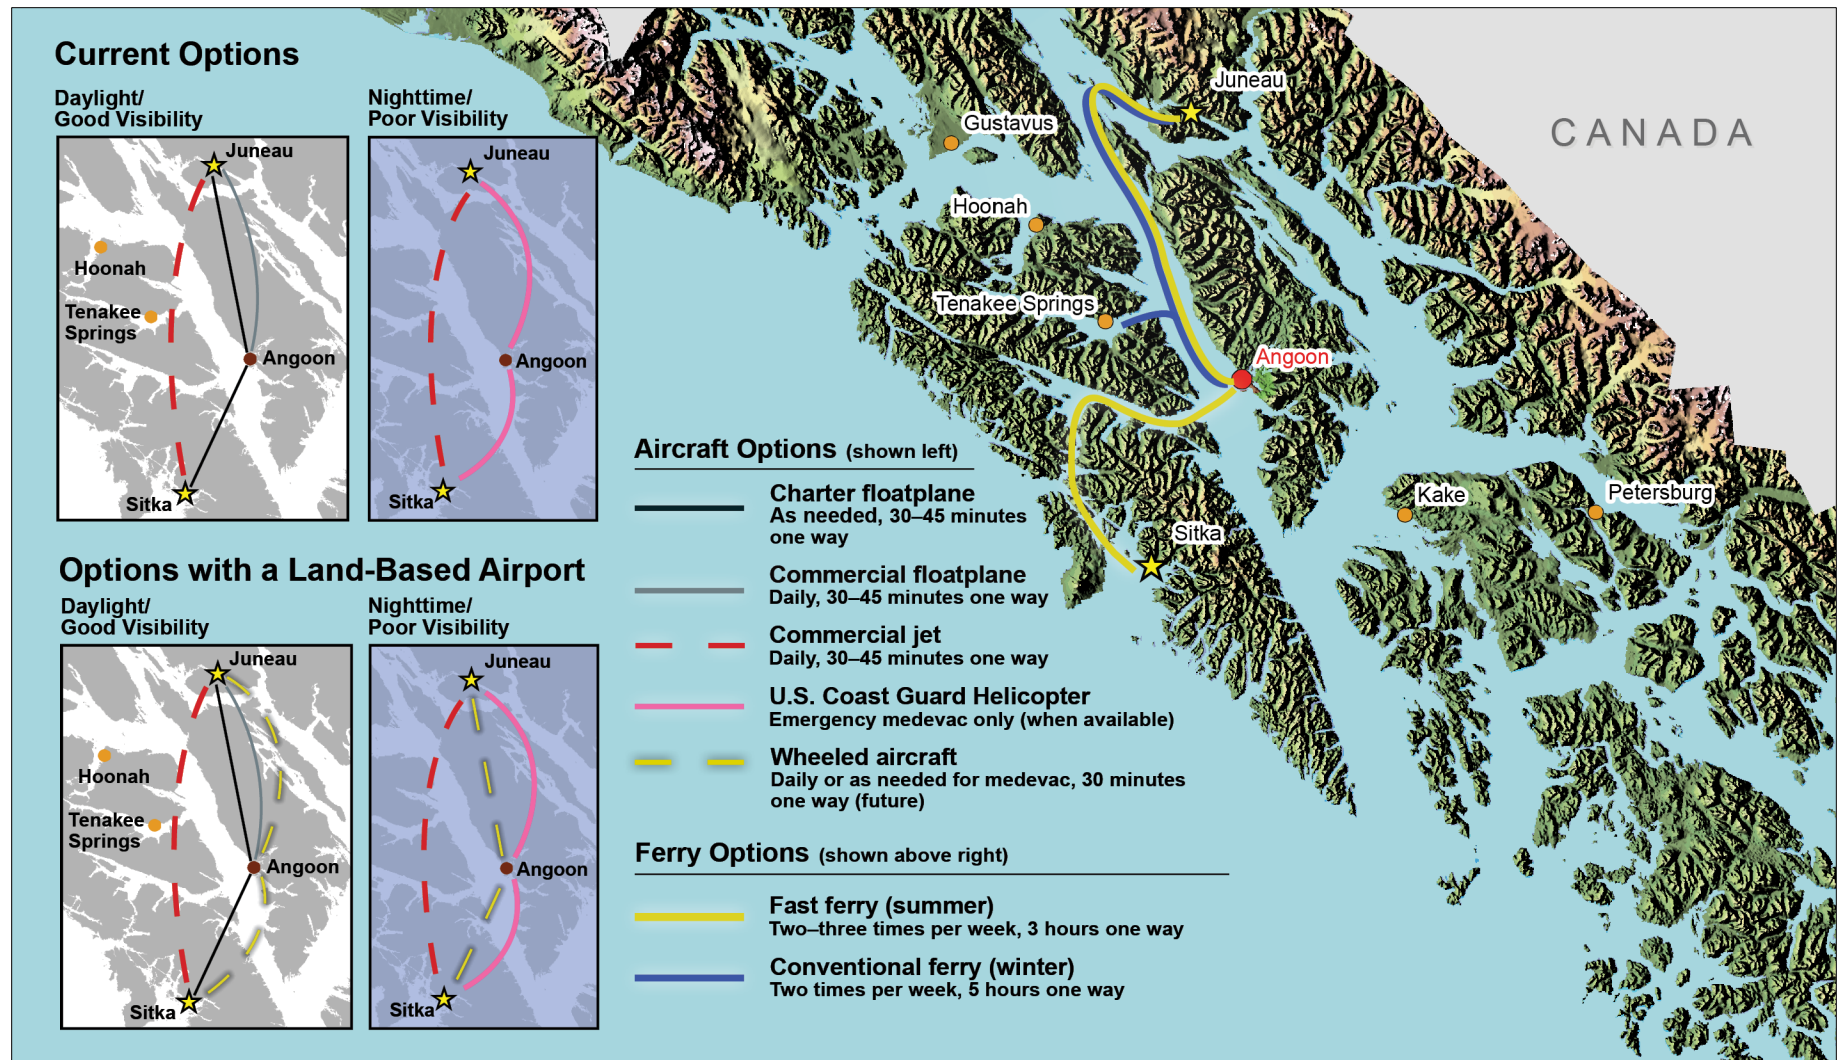 Current Options
Daylight/
Good Visibility
Juneau
Hoonah
Tenakee
Springs
Angoon
Sitka
Nighttime/
Poor Visibility
Juneau
Angoon
Sitka
Options with a Land-Based Airport
Daylight/
Good Visibility
Juneau
Hoonah
Tenakee
Springs
Angoon
Sitka
Nighttime/
Poor Visibility
Juneau
Angoon
Sitka
Aircraft Options (shown left)
Charter floatplane
As needed, 30–45 minutes
one way
Commercial floatplane
Daily, 30–45 minutes one way
Commercial jet
Daily, 30–45 minutes one way
U.S. Coast Guard Helicopter
Emergency medevac only (when available)
Wheeled aircraft
Daily or as needed for medevac, 30 minutes
one way (future)
Ferry Options (shown above right)
Fast ferry (summer)
Two–three times per week, 3 hours one way
Conventional ferry (winter)
Two times per week, 5 hours one way
Juneau
CANADA
Gustavus
Hoonah
Tenakee Springs
Angoon
Kake
Petersburg
Sitka